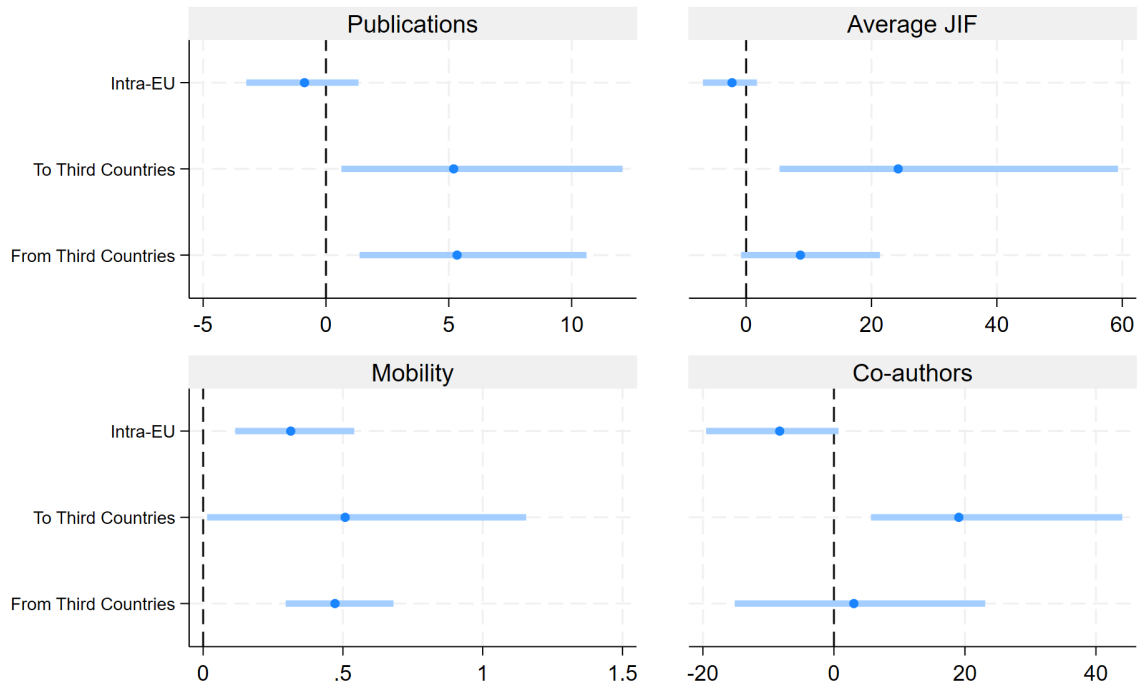 Publications
Average JIF
Intra-EU
To Third Countries
From Third Countries
-5 0 5 10
0 20 40 60
Mobility
Co-authors
Intra-EU
To Third Countries
From Third Countries
0 .5 1 1.5
-20 0 20 40